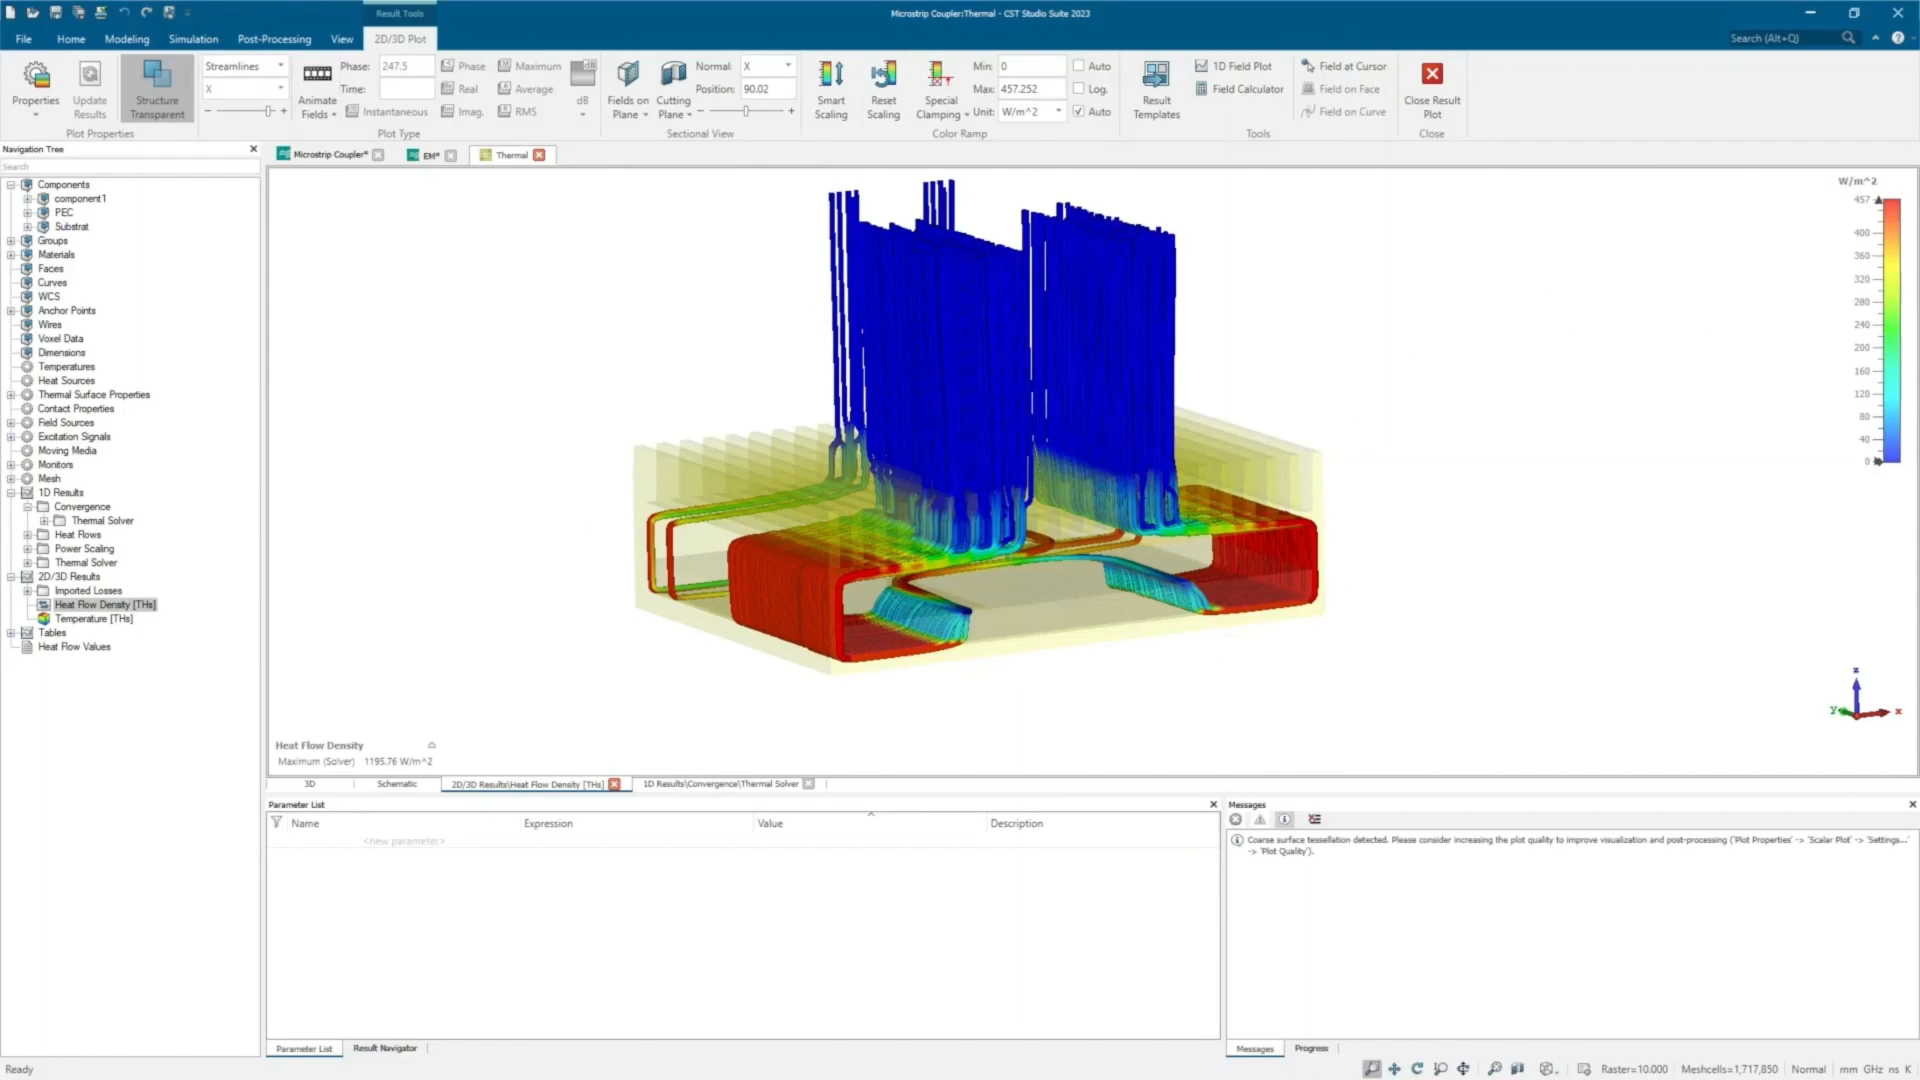 Result Tools
Microstrip Coupler:Thermal - CST Studio Suite 2023
File Home Modeling Simulation Post-Processing View 2D/3D Plot
Search (Alt+Q)
Properties
Update Results
Structure Transparent
Plot Properties
Streamlines
X
Animate Fields
Phase: 247.5
Time:
Instantaneous
Phase
Real
Imag.
Maximum
Average
RMS
dB
dB
Plot Type
Fields on Plane
Cutting Plane
Normal: X
Position: 90.02
Sectional View
Smart Scaling
Reset Scaling
Special Clamping
Min: 0
Max: 457.252
Unit: W/m^2
Auto
Log.
Auto
Color Ramp
Result Templates
1D Field Plot
Field Calculator
Field at Cursor
Field on Face
Field on Curve
Tools
Close Result Plot
Close
Navigation Tree
Search
Components
component1
PEC
Substrat
Groups
Materials
Faces
Curves
WCS
Anchor Points
Wires
Voxel Data
Dimensions
Temperatures
Heat Sources
Thermal Surface Properties
Contact Properties
Field Sources
Excitation Signals
Moving Media
Monitors
Mesh
1D Results
Convergence
Thermal Solver
Heat Flows
Power Scaling
Thermal Solver
2D/3D Results
Imported Losses
Heat Flow Density [THs]
Temperature [THs]
Tables
Heat Flow Values
Microstrip Coupler* EM* Thermal
W/m^2
457
400
360
320
280
240
200
160
120
80
40
0
z
y x
Heat Flow Density
Maximum (Solver) 1195.76 W/m^2
3D Schematic 2D/3D Results\Heat Flow Density [THs] 1D Results\Convergence\Thermal Solver
Parameter List
Name Expression Value Description
<new parameter>
Parameter List Result Navigator
Messages
Coarse surface tessellation detected. Please consider increasing the plot quality to improve visualization and post-processing ('Plot Properties' -> 'Scalar Plot' -> 'Settings...'
-> 'Plot Quality').
Messages Progress
Ready
Raster=10.000 Meshcells=1,717,850 Normal mm GHz ns K